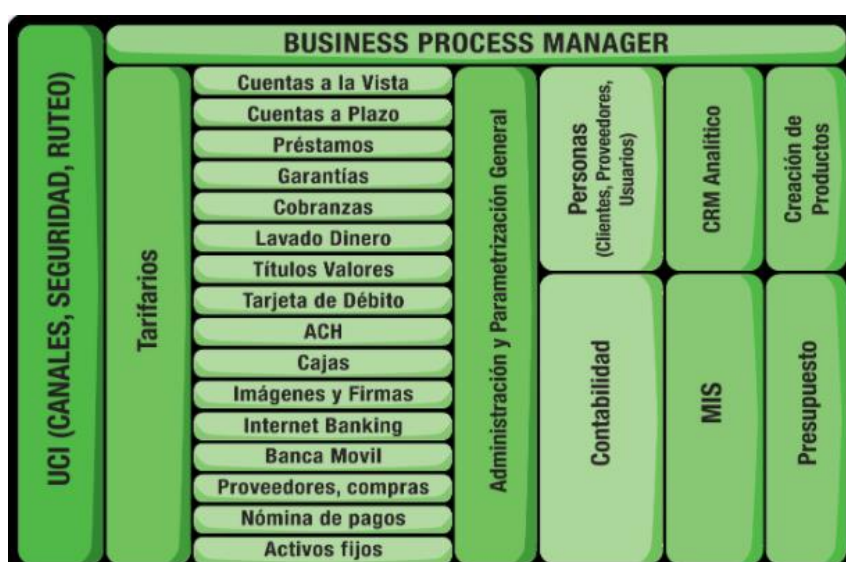 BUSINESS PROCESS MANAGER
UCI (CANALES, SEGURIDAD, RUTEO)
Tarifarios
Cuentas a la Vista
Cuentas a Plazo
Préstamos
Garantías
Cobranzas
Lavado Dinero
Títulos Valores
Tarjeta de Débito
ACH
Cajas
Imágenes y Firmas
Internet Banking
Banca Movil
Proveedores, compras
Nómina de pagos
Activos fijos
Administración y Parametrización General
Personas
(Clientes, Proveedores,
Usuarios)
CRM Analítico
Creación de
Productos
Contabilidad
MIS
Presupuesto